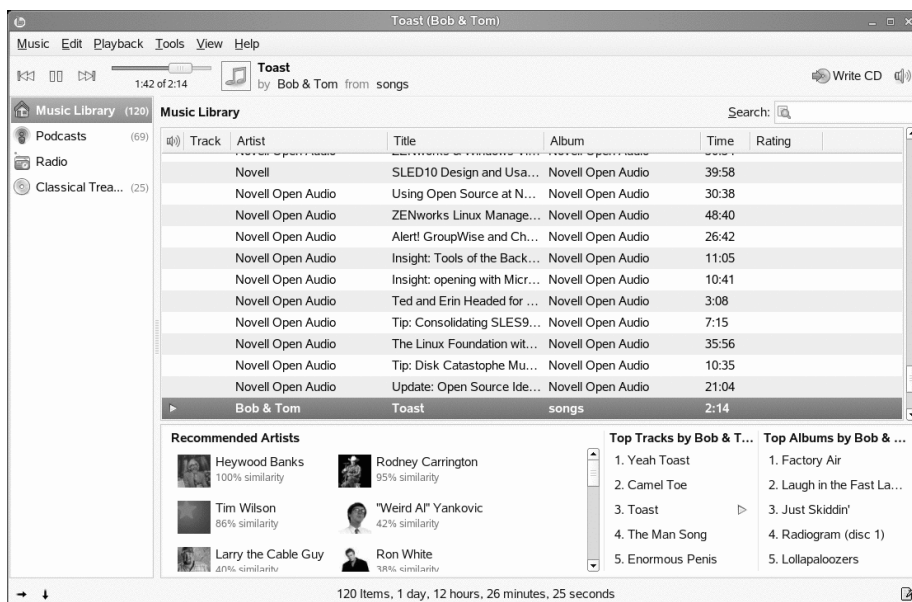 Toast (Bob & Tom)
Music Edit Playback Tools View Help
1:42 of 2:14
Toast
by Bob & Tom from songs
Write CD
Music Library (120)
Podcasts (69)
Radio
Classical Trea... (25)
Music Library
Search:
Track Artist Title Album Time Rating
Novell SLED10 Design and Usa... Novell Open Audio 39:58
Novell Open Audio Using Open Source at N... Novell Open Audio 30:38
Novell Open Audio ZENworks Linux Manage... Novell Open Audio 48:40
Novell Open Audio Alert! GroupWise and Ch... Novell Open Audio 26:42
Novell Open Audio Insight: Tools of the Back... Novell Open Audio 11:05
Novell Open Audio Insight: opening with Micr... Novell Open Audio 10:41
Novell Open Audio Ted and Erin Headed for ... Novell Open Audio 3:08
Novell Open Audio Tip: Consolidating SLES9... Novell Open Audio 7:15
Novell Open Audio The Linux Foundation wit... Novell Open Audio 35:56
Novell Open Audio Tip: Disk Catastophe Mu... Novell Open Audio 10:35
Novell Open Audio Update: Open Source Ide... Novell Open Audio 21:04
Bob & Tom Toast songs 2:14
Recommended Artists
Heywood Banks
100% similarity
Rodney Carrington
95% similarity
Tim Wilson
86% similarity
"Weird Al" Yankovic
42% similarity
Larry the Cable Guy
40% similarity
Ron White
38% similarity
Top Tracks by Bob & T...
1. Yeah Toast
2. Camel Toe
3. Toast
4. The Man Song
5. Enormous Penis
Top Albums by Bob & ...
1. Factory Air
2. Laugh in the Fast La...
3. Just Skiddin'
4. Radiogram (disc 1)
5. Lollapaloozers
120 Items, 1 day, 12 hours, 26 minutes, 25 seconds